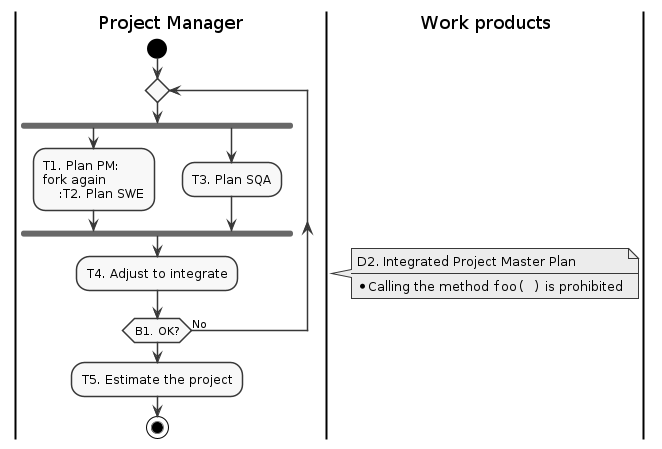 Project Manager
Work products
T1. Plan PM:
fork again
:T2. Plan SWE
T3. Plan SQA
T4. Adjust to integrate
D2. Integrated Project Master Plan
•Calling the method foo( ) is prohibited
B1. OK?
No
T5. Estimate the project